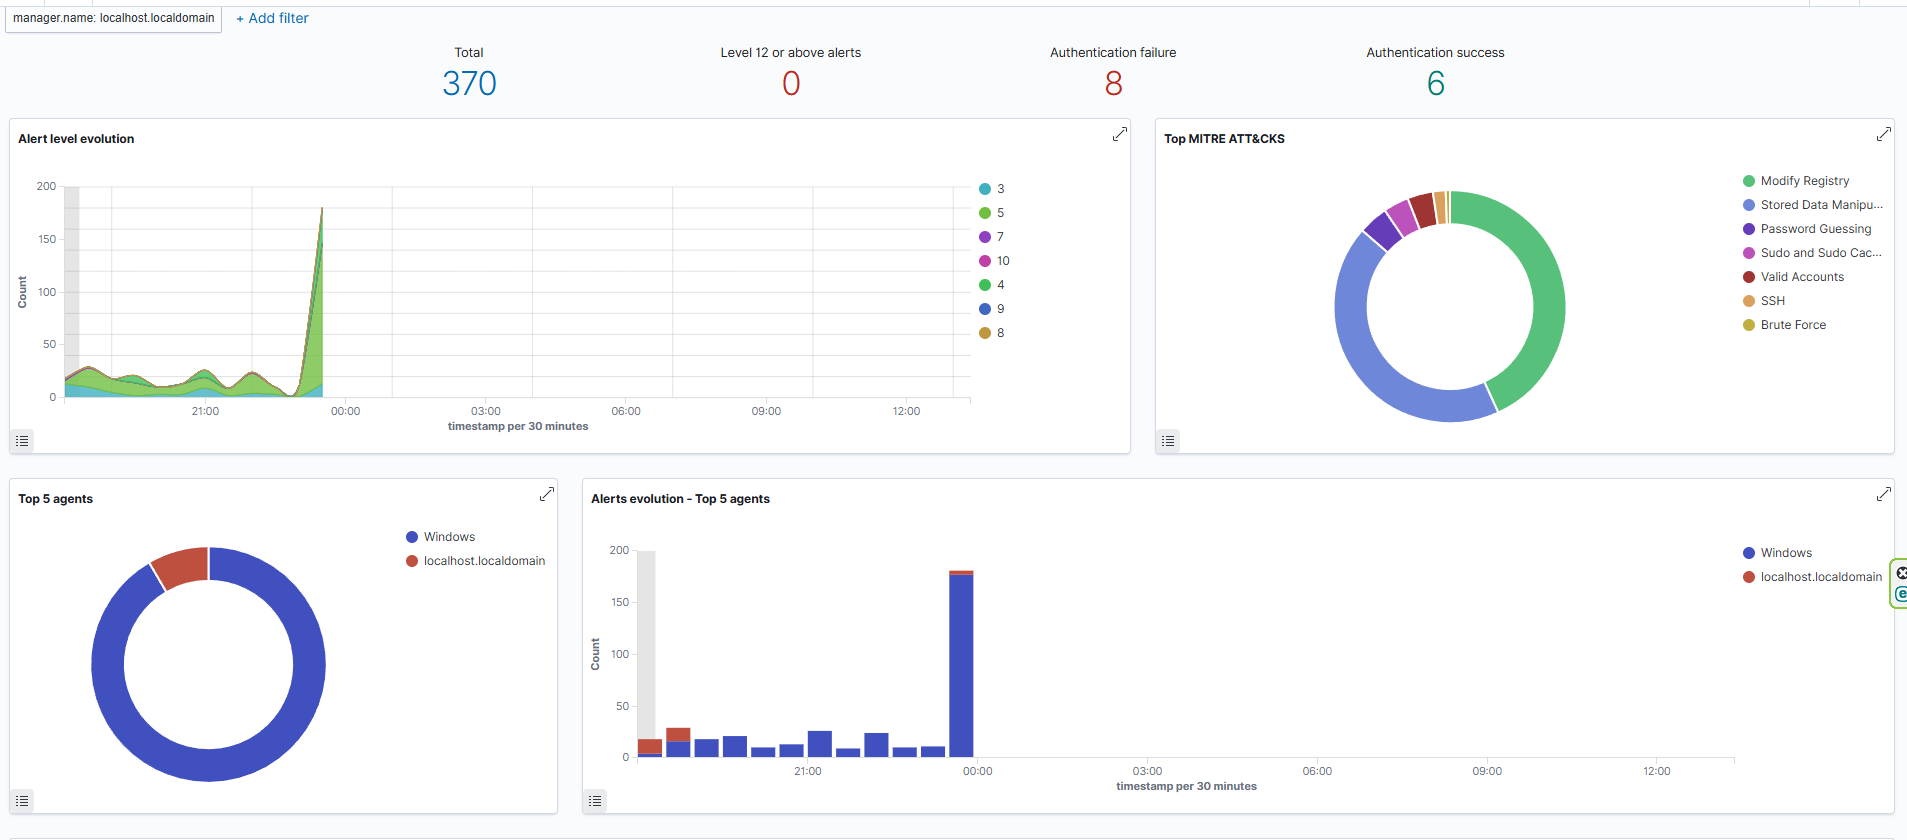 manager.name: localhost.localdomain
+ Add filter
Total
370
Level 12 or above alerts
0
Authentication failure
8
Authentication success
6
Alert level evolution
200
150
100
50
0
Count
21:00
00:00
03:00
06:00
09:00
12:00
timestamp per 30 minutes
3
5
7
10
4
9
8
Top MITRE ATT&CKS
Modify Registry
Stored Data Manipu...
Password Guessing
Sudo and Sudo Cac...
Valid Accounts
SSH
Brute Force
Top 5 agents
Windows
localhost.localdomain
Alerts evolution - Top 5 agents
200
150
100
50
0
Count
21:00
00:00
03:00
06:00
09:00
12:00
timestamp per 30 minutes
Windows
localhost.localdomain